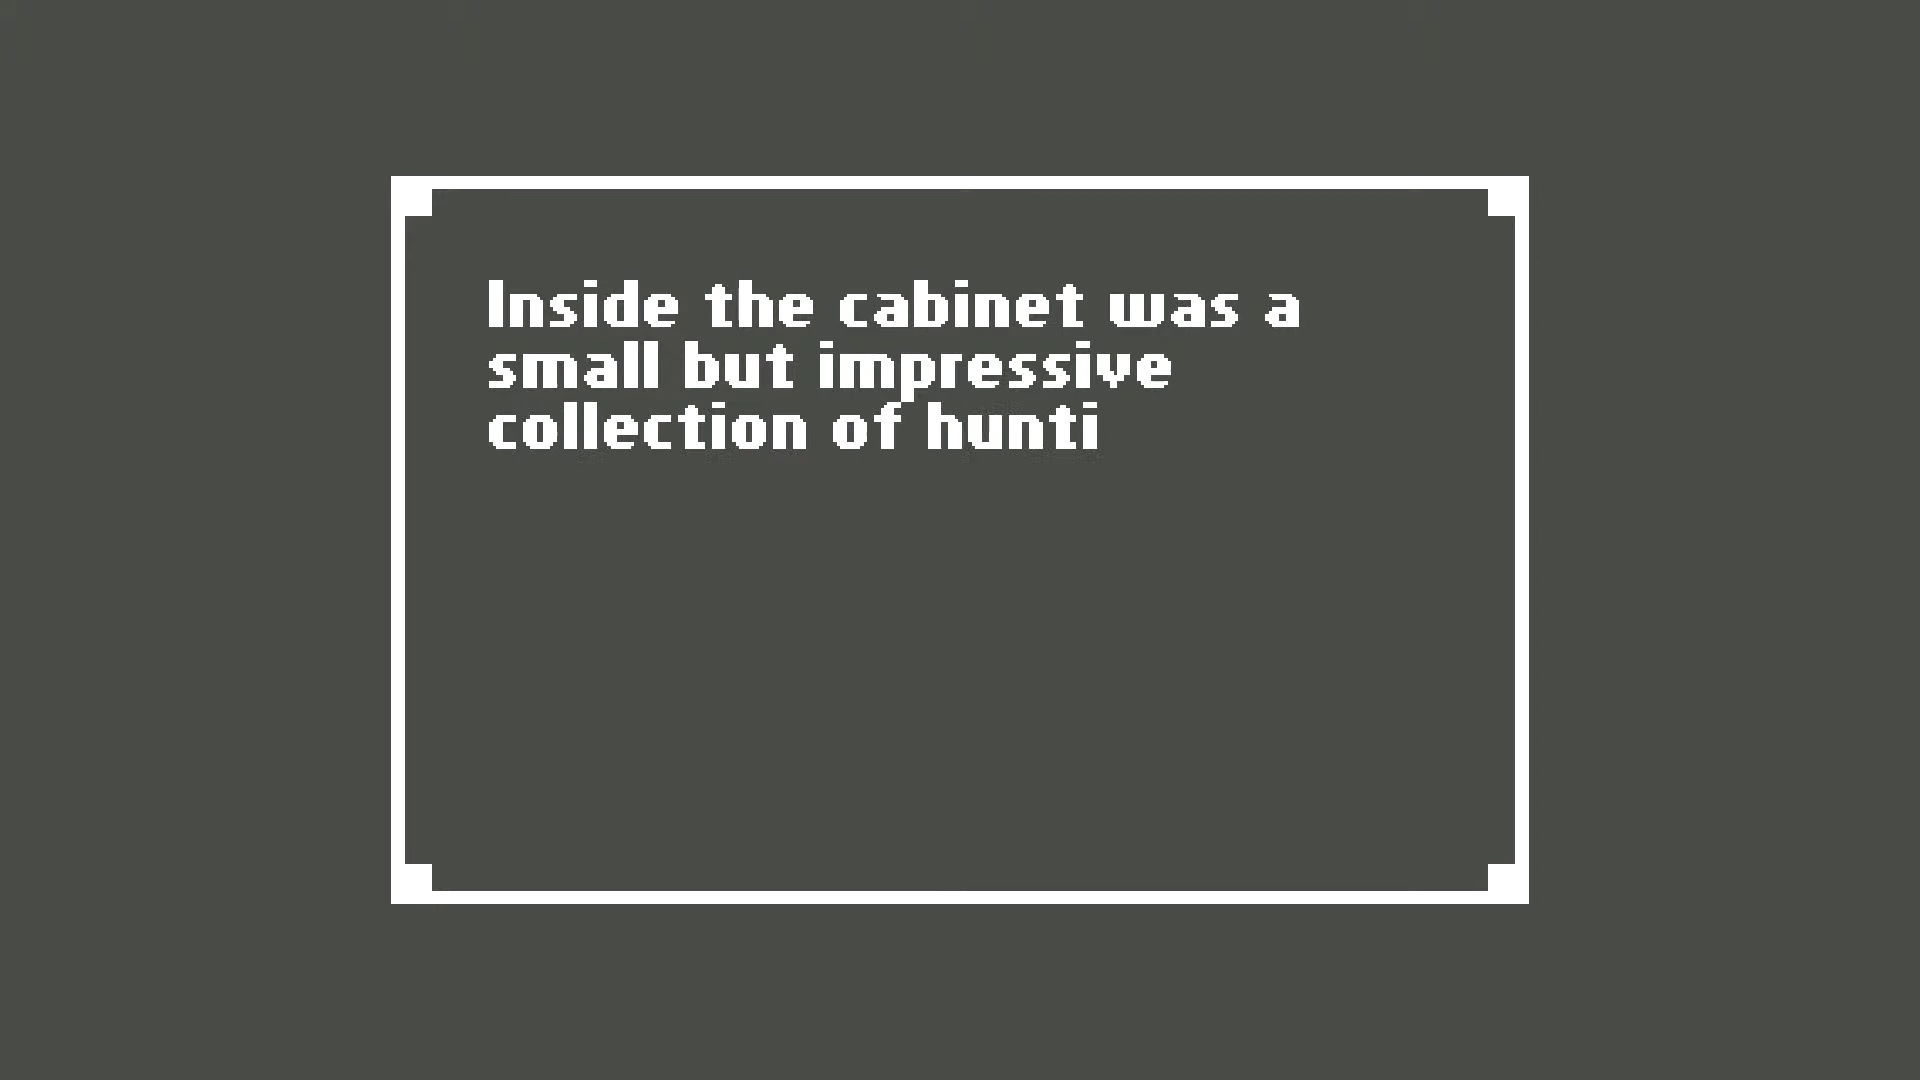 Inside the cabinet was a
small but impressive
collection of hunti